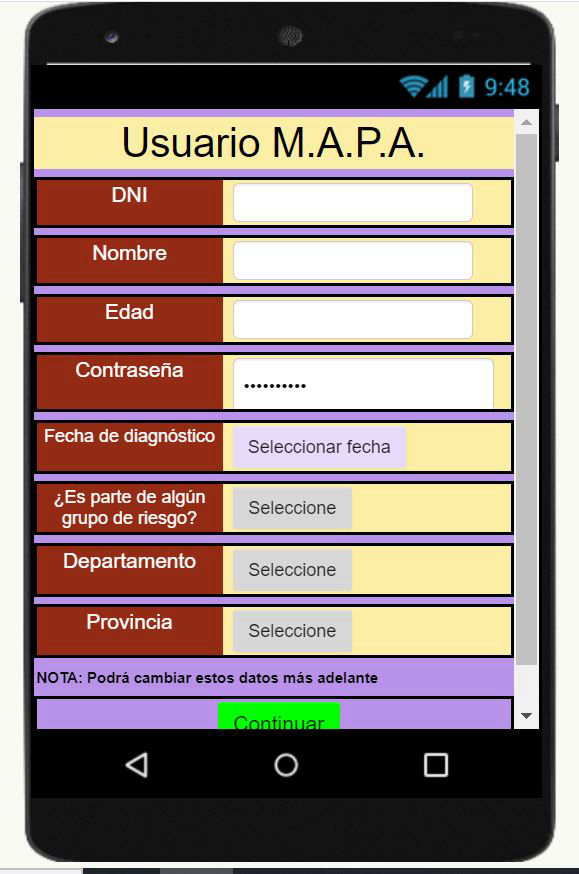 9:48
Usuario M.A.P.A.
DNI
Nombre
Edad
Contraseña
••••••••••
Fecha de diagnóstico
Seleccionar fecha
¿Es parte de algún
grupo de riesgo?
Seleccione
Departamento
Seleccione
Provincia
Seleccione
NOTA: Podrá cambiar estos datos más adelante
Continuar